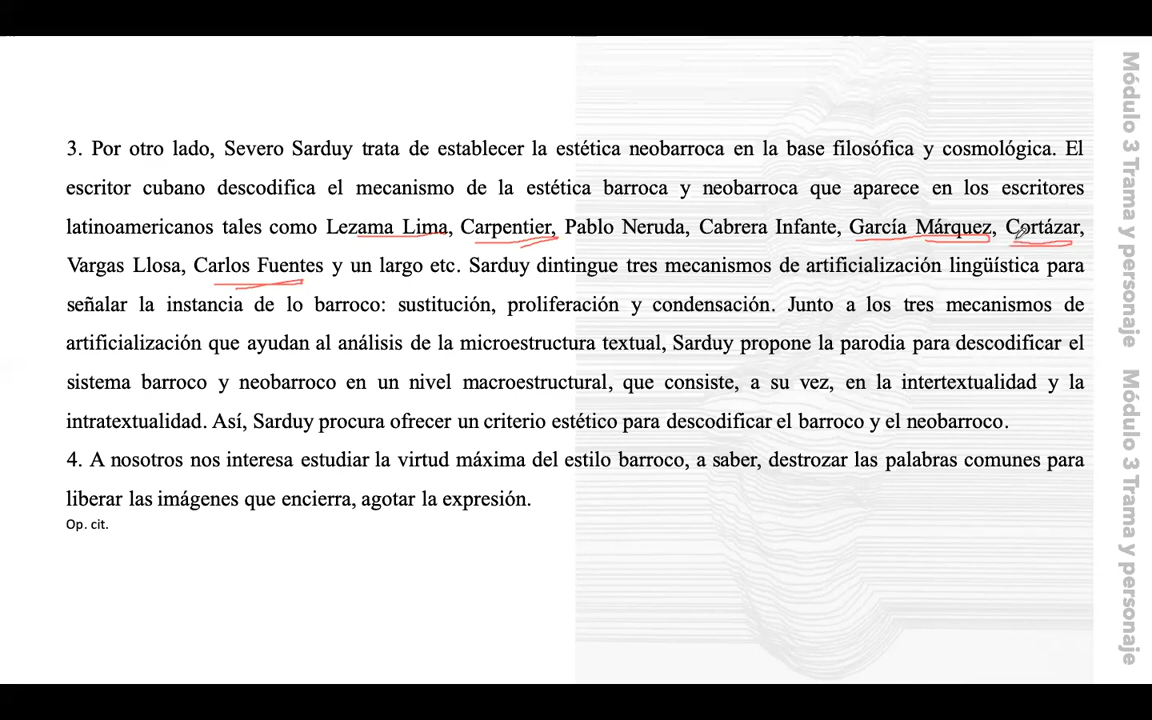 3. Por otro lado, Severo Sarduy trata de establecer la estética neobarroca en la base filosófica y cosmológica. El
escritor cubano descodifica el mecanismo de la estética barroca y neobarroca que aparece en los escritores
latinoamericanos tales como Lezama Lima, Carpentier, Pablo Neruda, Cabrera Infante, García Márquez, Cortázar,
Vargas Llosa, Carlos Fuentes y un largo etc. Sarduy dintingue tres mecanismos de artificialización lingüística para
señalar la instancia de lo barroco: sustitución, proliferación y condensación. Junto a los tres mecanismos de
artificialización que ayudan al análisis de la microestructura textual, Sarduy propone la parodia para descodificar el
sistema barroco y neobarroco en un nivel macroestructural, que consiste, a su vez, en la intertextualidad y la
intratextualidad. Así, Sarduy procura ofrecer un criterio estético para descodificar el barroco y el neobarroco.
4. A nosotros nos interesa estudiar la virtud máxima del estilo barroco, a saber, destrozar las palabras comunes para
liberar las imágenes que encierra, agotar la expresión.
Op. cit.
Módulo 3 Trama y personaje
Módulo 3 Trama y personaje